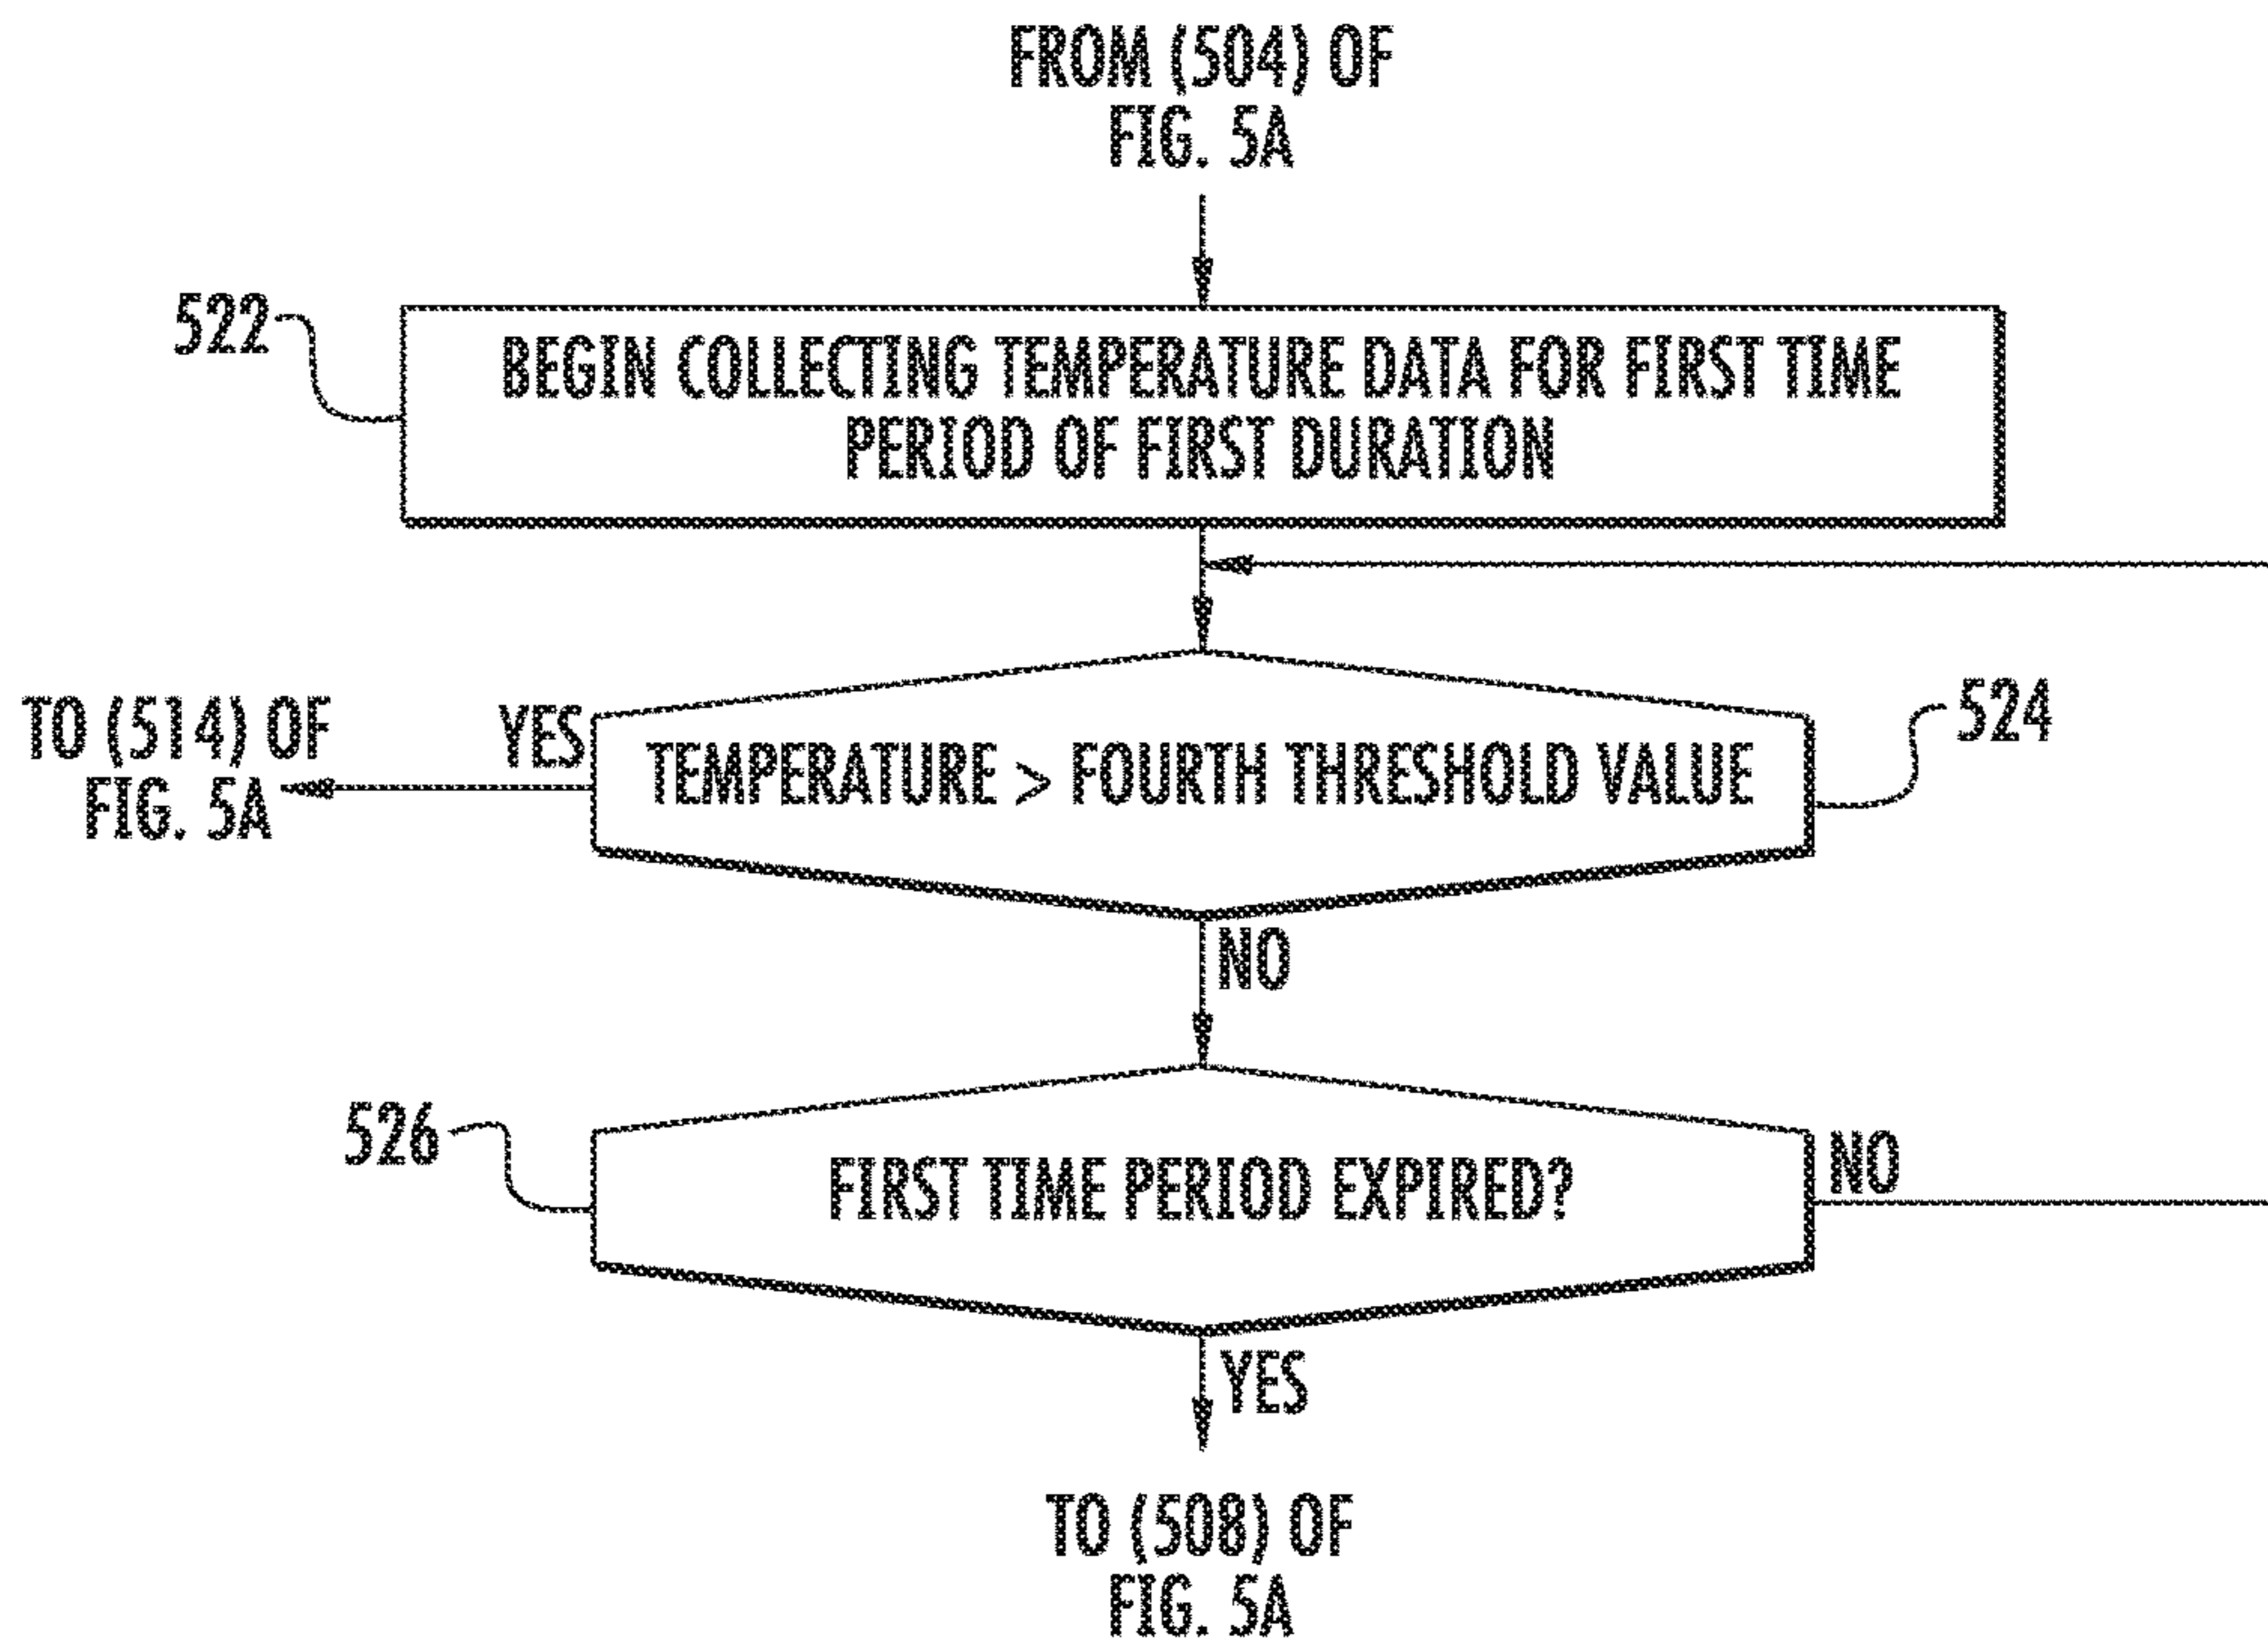 FROM (504) OF
FIG. 5A
522
BEGIN COLLECTING TEMPERATURE DATA FOR FIRST TIME
PERIOD OF FIRST DURATION
TO (514) OF
FIG. 5A
YES
TEMPERATURE > FOURTH THRESHOLD VALUE
524
NO
526
FIRST TIME PERIOD EXPIRED?
NO
YES
TO (508) OF
FIG. 5A